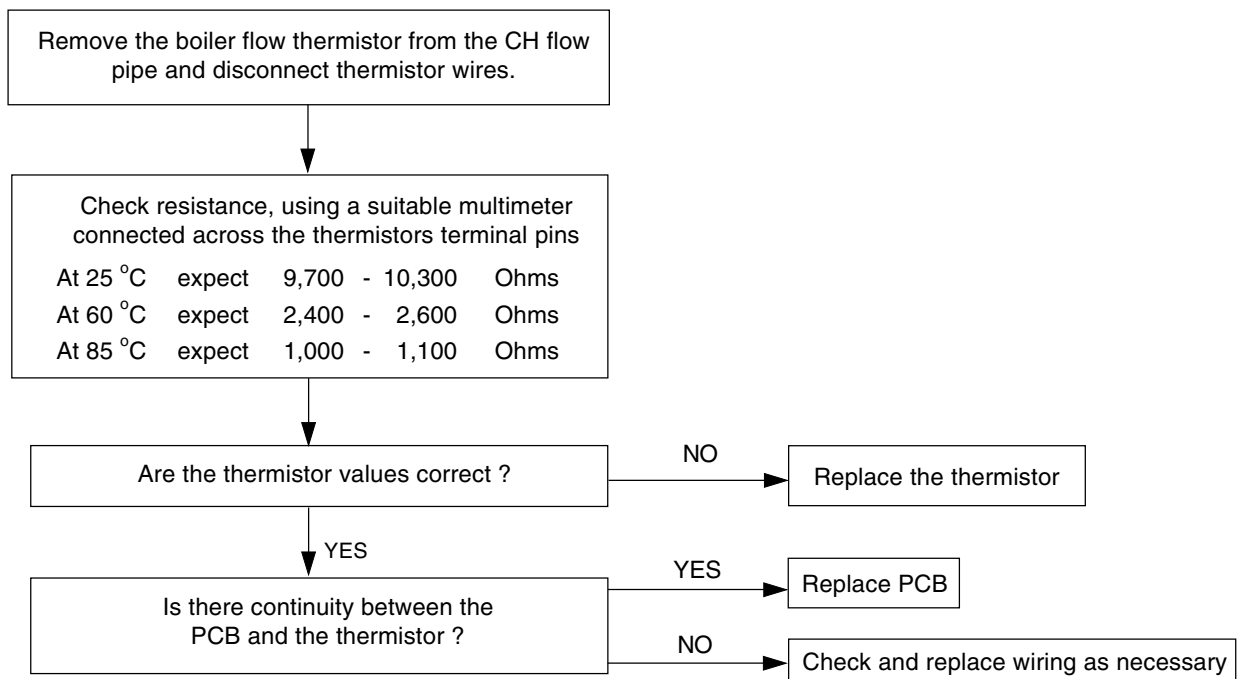 Remove the boiler flow thermistor from the CH flow
pipe and disconnect thermistor wires.
Check resistance, using a suitable multimeter
connected across the thermistors terminal pins
At 25 °C expect 9,700 - 10,300 Ohms
At 60 °C expect 2,400 - 2,600 Ohms
At 85 °C expect 1,000 - 1,100 Ohms
Are the thermistor values correct ?
NO
Replace the thermistor
YES
Is there continuity between the
PCB and the thermistor ?
YES
Replace PCB
NO
Check and replace wiring as necessary